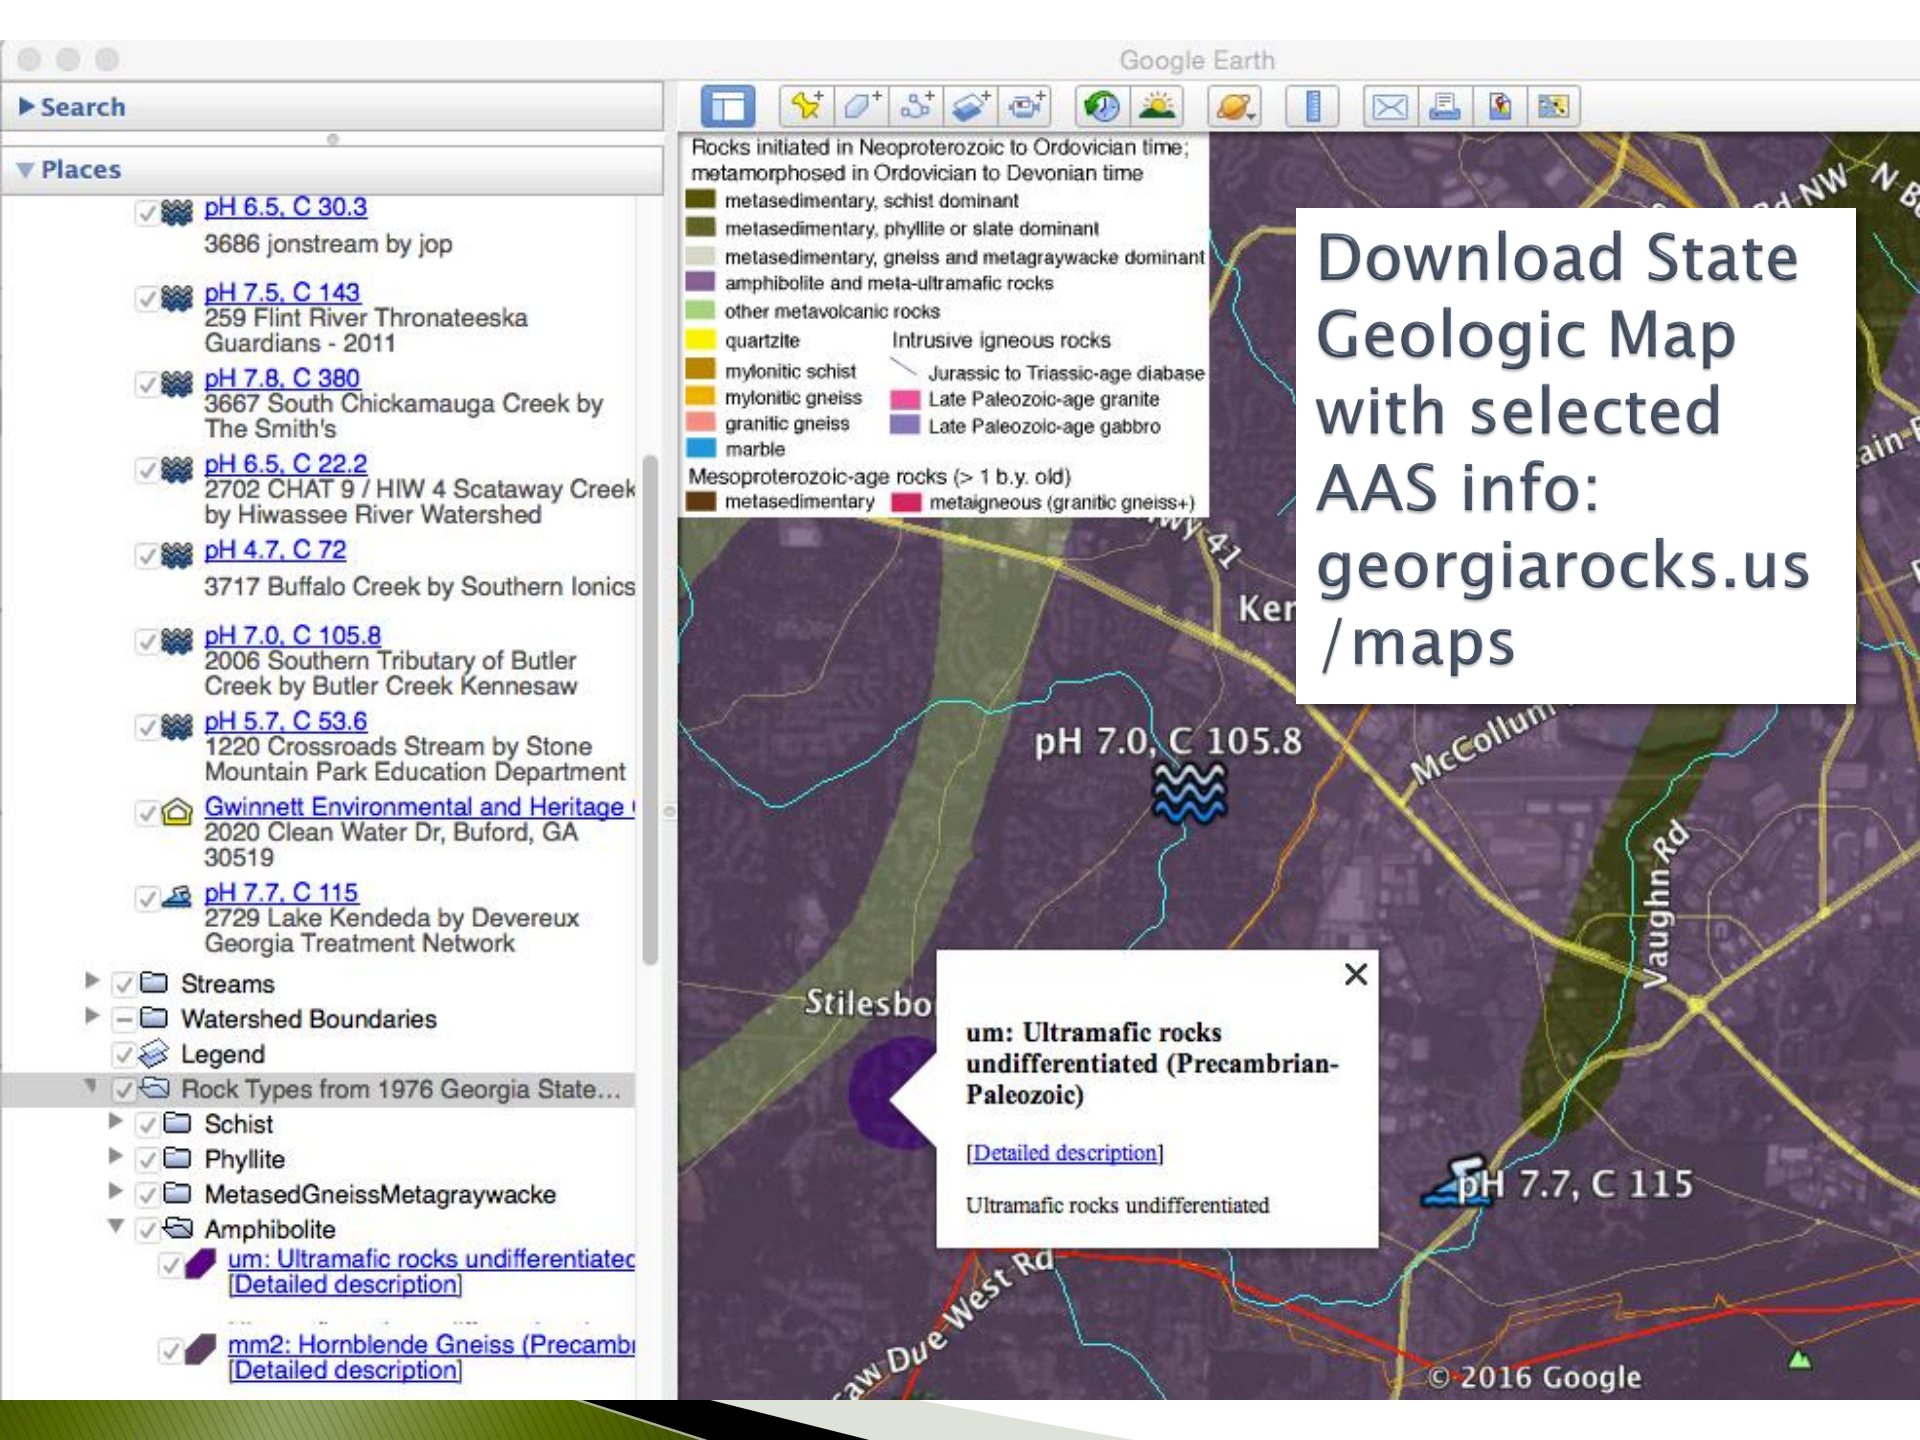 Google Earth
Search
Places
pH 6.5, C 30.3
3686 jonstream by jop
pH 7.5, C 143
259 Flint River Thronateeska
Guardians - 2011
pH 7.8, C 380
3667 South Chickamauga Creek by
The Smith's
pH 6.5, C 22.2
2702 CHAT 9 / HIW 4 Scataway Creek
by Hiwassee River Watershed
pH 4.7, C 72
3717 Buffalo Creek by Southern Ionics
pH 7.0, C 105.8
2006 Southern Tributary of Butler
Creek by Butler Creek Kennesaw
pH 5.7, C 53.6
1220 Crossroads Stream by Stone
Mountain Park Education Department
Gwinnett Environmental and Heritage
2020 Clean Water Dr, Buford, GA
30519
pH 7.7, C 115
2729 Lake Kendeda by Devereux
Georgia Treatment Network
Streams
Watershed Boundaries
Legend
Rock Types from 1976 Georgia State...
Schist
Phyllite
MetasedGneissMetagraywacke
Amphibolite
um: Ultramafic rocks undifferentiated
[Detailed description]
mm2: Hornblende Gneiss (Precambri
[Detailed description]
Rocks initiated in Neoproterozoic to Ordovician time;
metamorphosed in Ordovician to Devonian time
metasedimentary, schist dominant
metasedimentary, phyllite or slate dominant
metasedimentary, gneiss and metagraywacke dominant
amphibolite and meta-ultramafic rocks
other metavolcanic rocks
quartzite
Intrusive igneous rocks
mylonitic schist
Jurassic to Triassic-age diabase
mylonitic gneiss
Late Paleozoic-age granite
granitic gneiss
Late Paleozoic-age gabbro
marble
Mesoproterozoic-age rocks (> 1 b.y. old)
metasedimentary
metaigneous (granitic gneiss+)
Download State
Geologic Map
with selected
AAS info:
georgiarocks.us
/maps
Rd NW
N B
ain
wy 41
Ker
McCollum
pH 7.0, C 105.8
Vaughn Rd
Stilesbo
um: Ultramafic rocks
undifferentiated (Precambrian-
Paleozoic)
[Detailed description]
Ultramafic rocks undifferentiated
pH 7.7, C 115
aw Due West Rd
© 2016 Google